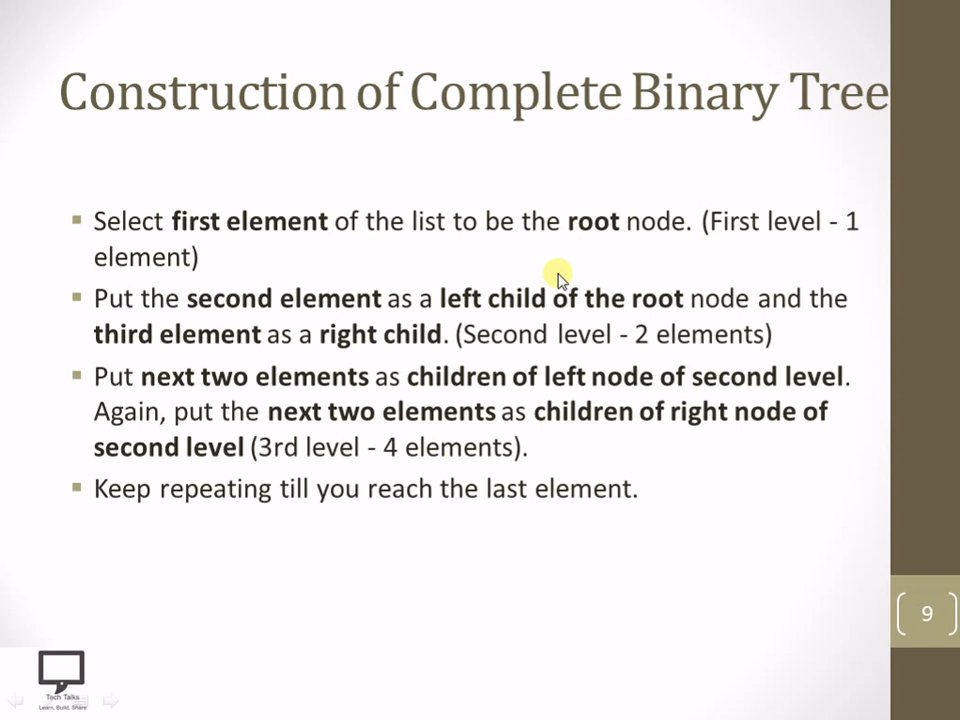 Construction of Complete Binary Tree
▪ Select first element of the list to be the root node. (First level - 1
element)
▪ Put the second element as a left child of the root node and the
third element as a right child. (Second level - 2 elements)
▪ Put next two elements as children of left node of second level.
Again, put the next two elements as children of right node of
second level (3rd level - 4 elements).
▪ Keep repeating till you reach the last element.
9
Tech Talks
Learn, Build, Share